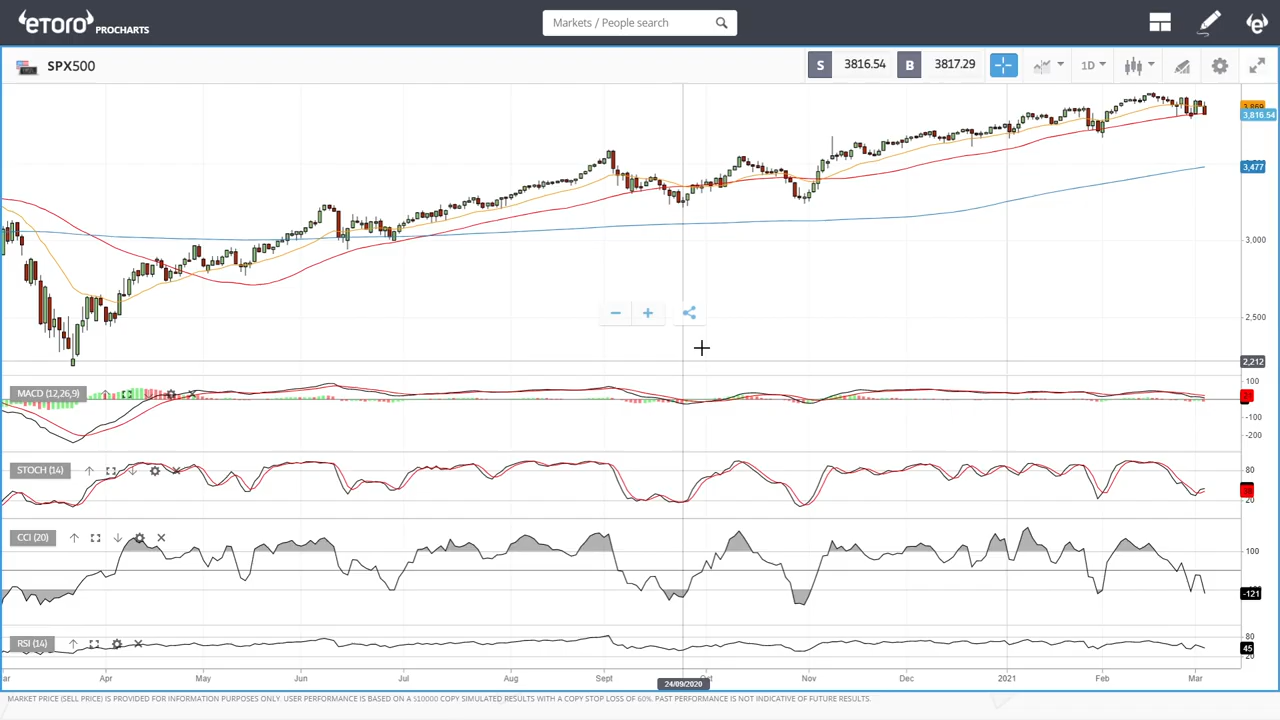 eToro PROCHARTS
Markets / People search
SPX500
S 3816.54 B 3817.29 1D
3,869
3,816.54
3,477
3,000
2,500
2,212
MACD (12,26,9)
100
-100
-200
STOCH (14)
80
20
CCI (20)
100
-121
RSI (14)
80
45
20
Apr May Jun Jul Aug Sept Oct Nov Dec 2021 Feb Mar
24/09/2020
MARKET PRICE (SELL PRICE) IS PROVIDED FOR INFORMATION PURPOSES ONLY. USER PERFORMANCE IS BASED ON A $10000 COPY SIMULATED RESULTS WITH A COPY STOP LOSS OF 60%. PAST PERFORMANCE IS NOT INDICATIVE OF FUTURE RESULTS.